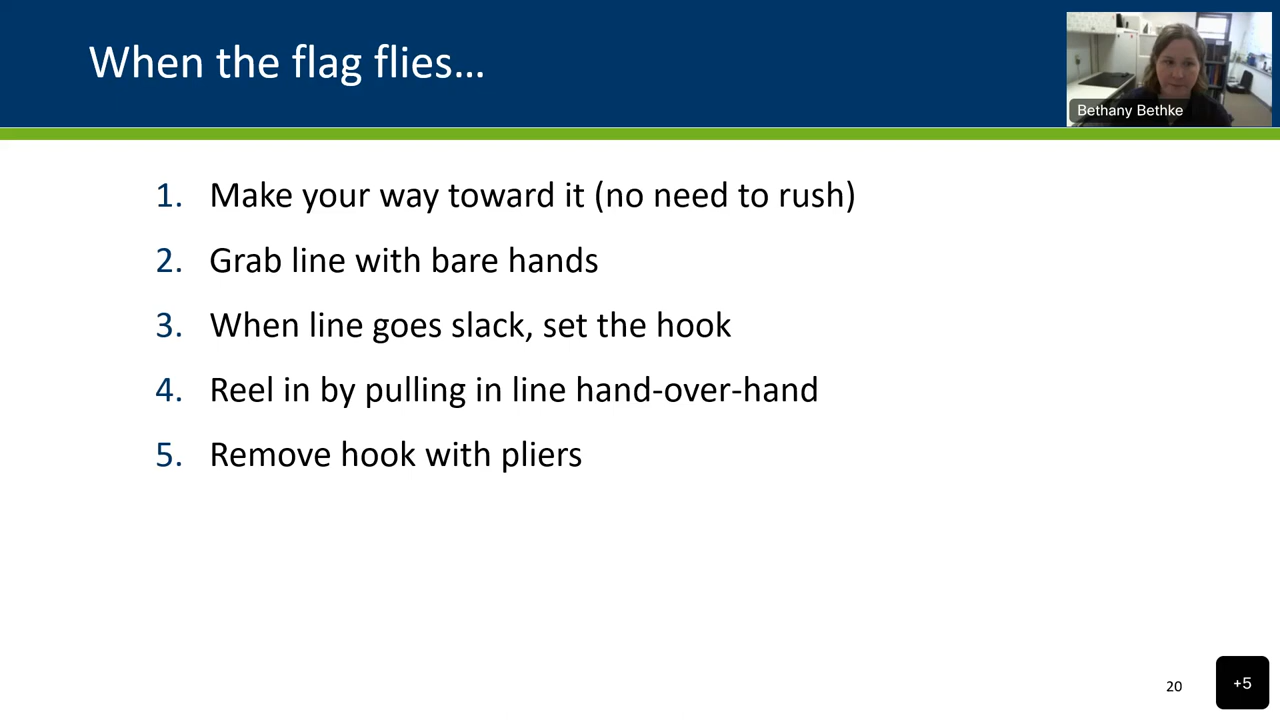 When the flag flies…
Bethany Bethke
1. Make your way toward it (no need to rush)
2. Grab line with bare hands
3. When line goes slack, set the hook
4. Reel in by pulling in line hand-over-hand
5. Remove hook with pliers
20
+5